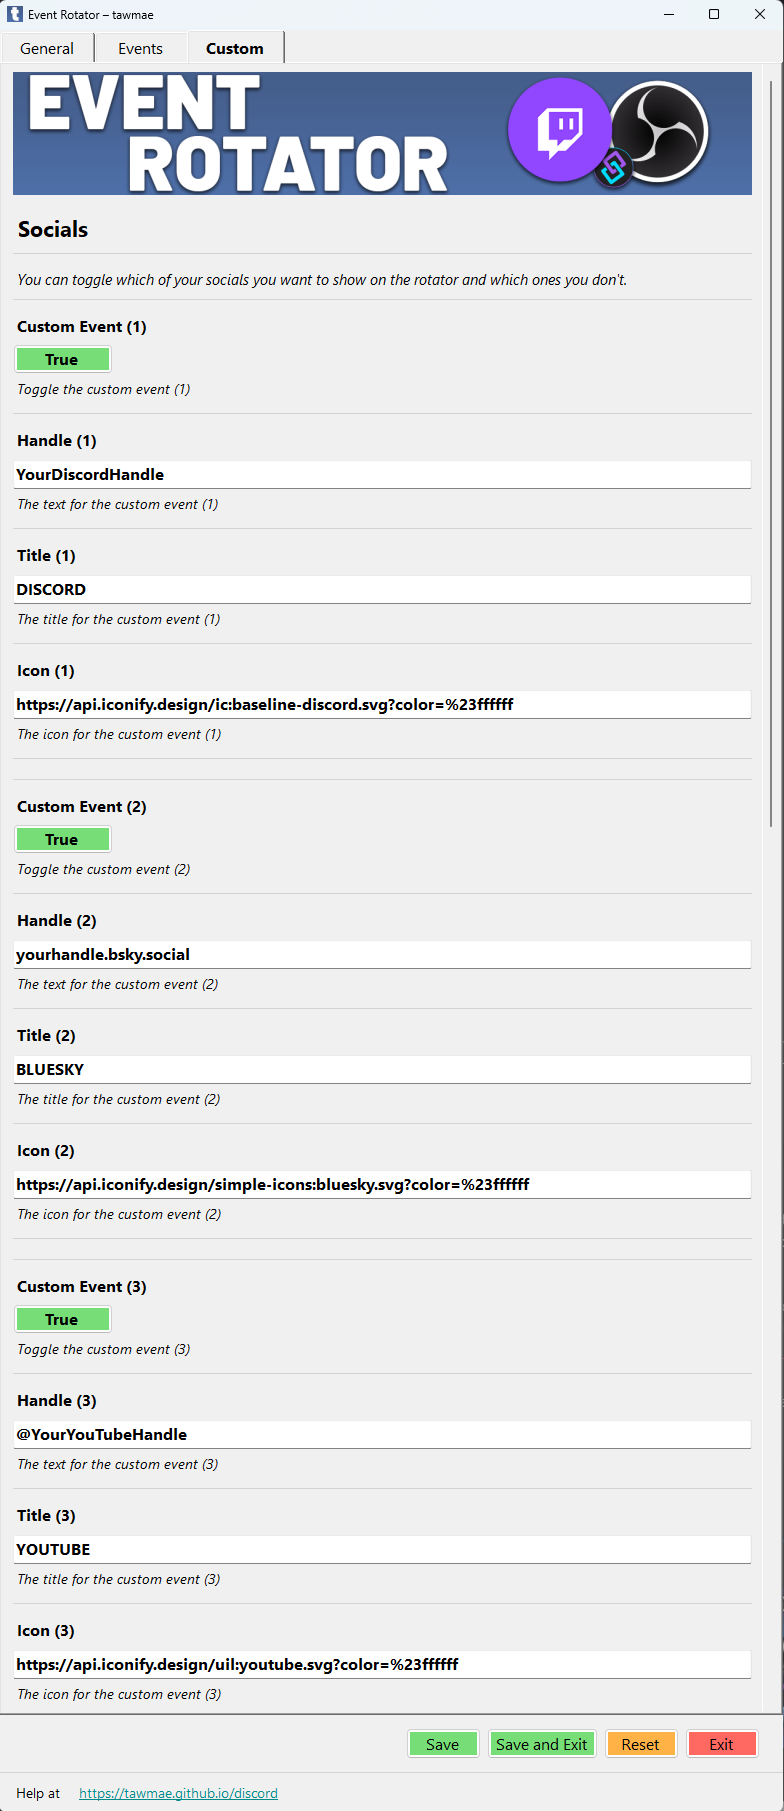 Event Rotator – tawmae
General
Events
Custom
EVENT
ROTATOR
Socials
You can toggle which of your socials you want to show on the rotator and which ones you don't.
Custom Event (1)
True
Toggle the custom event (1)
Handle (1)
YourDiscordHandle
The text for the custom event (1)
Title (1)
DISCORD
The title for the custom event (1)
Icon (1)
https://api.iconify.design/ic:baseline-discord.svg?color=%23ffffff
The icon for the custom event (1)
Custom Event (2)
True
Toggle the custom event (2)
Handle (2)
yourhandle.bsky.social
The text for the custom event (2)
Title (2)
BLUESKY
The title for the custom event (2)
Icon (2)
https://api.iconify.design/simple-icons:bluesky.svg?color=%23ffffff
The icon for the custom event (2)
Custom Event (3)
True
Toggle the custom event (3)
Handle (3)
@YourYouTubeHandle
The text for the custom event (3)
Title (3)
YOUTUBE
The title for the custom event (3)
Icon (3)
https://api.iconify.design/uil:youtube.svg?color=%23ffffff
The icon for the custom event (3)
Save
Save and Exit
Reset
Exit
Help at https://tawmae.github.io/discord